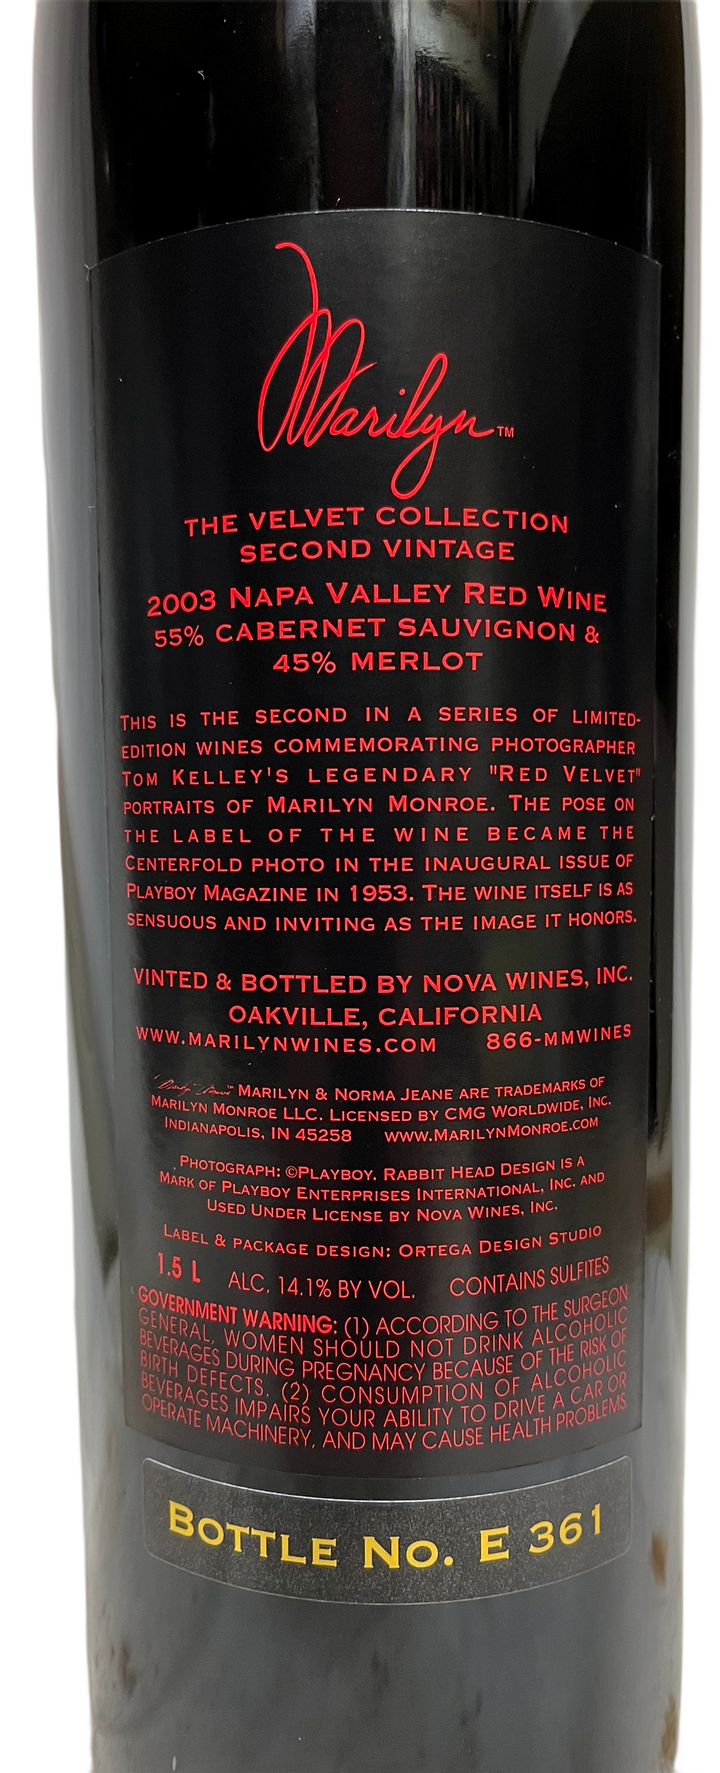 Marilyn™
THE VELVET COLLECTION
SECOND VINTAGE
2003 NAPA VALLEY RED WINE
55% CABERNET SAUVIGNON &
45% MERLOT
THIS IS THE SECOND IN A SERIES OF LIMITED-
EDITION WINES COMMEMORATING PHOTOGRAPHER
TOM KELLEY'S LEGENDARY "RED VELVET"
PORTRAITS OF MARILYN MONROE. THE POSE ON
THE LABEL OF THE WINE BECAME THE
CENTERFOLD PHOTO IN THE INAUGURAL ISSUE OF
PLAYBOY MAGAZINE IN 1953. THE WINE ITSELF IS AS
SENSUOUS AND INVITING AS THE IMAGE IT HONORS.
VINTED & BOTTLED BY NOVA WINES, INC.
OAKVILLE, CALIFORNIA
WWW.MARILYNWINES.COM 866-MMWINES
™ MARILYN & NORMA JEANE ARE TRADEMARKS OF
MARILYN MONROE LLC. LICENSED BY CMG WORLDWIDE, INC.
INDIANAPOLIS, IN 45258 WWW.MARILYNMONROE.COM
PHOTOGRAPH: ©PLAYBOY. RABBIT HEAD DESIGN IS A
MARK OF PLAYBOY ENTERPRISES INTERNATIONAL, INC. AND
USED UNDER LICENSE BY NOVA WINES, INC.
LABEL & PACKAGE DESIGN: ORTEGA DESIGN STUDIO
1.5 L ALC. 14.1% BY VOL. CONTAINS SULFITES
GOVERNMENT WARNING: (1) ACCORDING TO THE SURGEON
GENERAL, WOMEN SHOULD NOT DRINK ALCOHOLIC
BEVERAGES DURING PREGNANCY BECAUSE OF THE RISK OF
BIRTH DEFECTS. (2) CONSUMPTION OF ALCOHOLIC
BEVERAGES IMPAIRS YOUR ABILITY TO DRIVE A CAR OR
OPERATE MACHINERY, AND MAY CAUSE HEALTH PROBLEMS.
BOTTLE NO. E 361